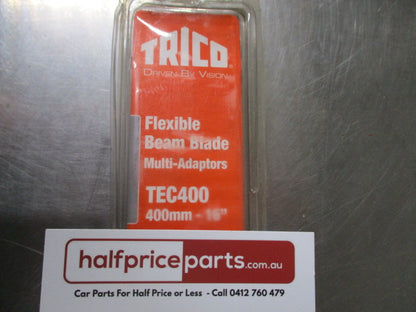 TRICO
DRIVEN BY VISION
Flexible
Beam Blade
Multi-Adaptors
TEC400
400mm - 16"
halfpriceparts.com.au
Car Parts For Half Price or Less - Call 0412 760 479